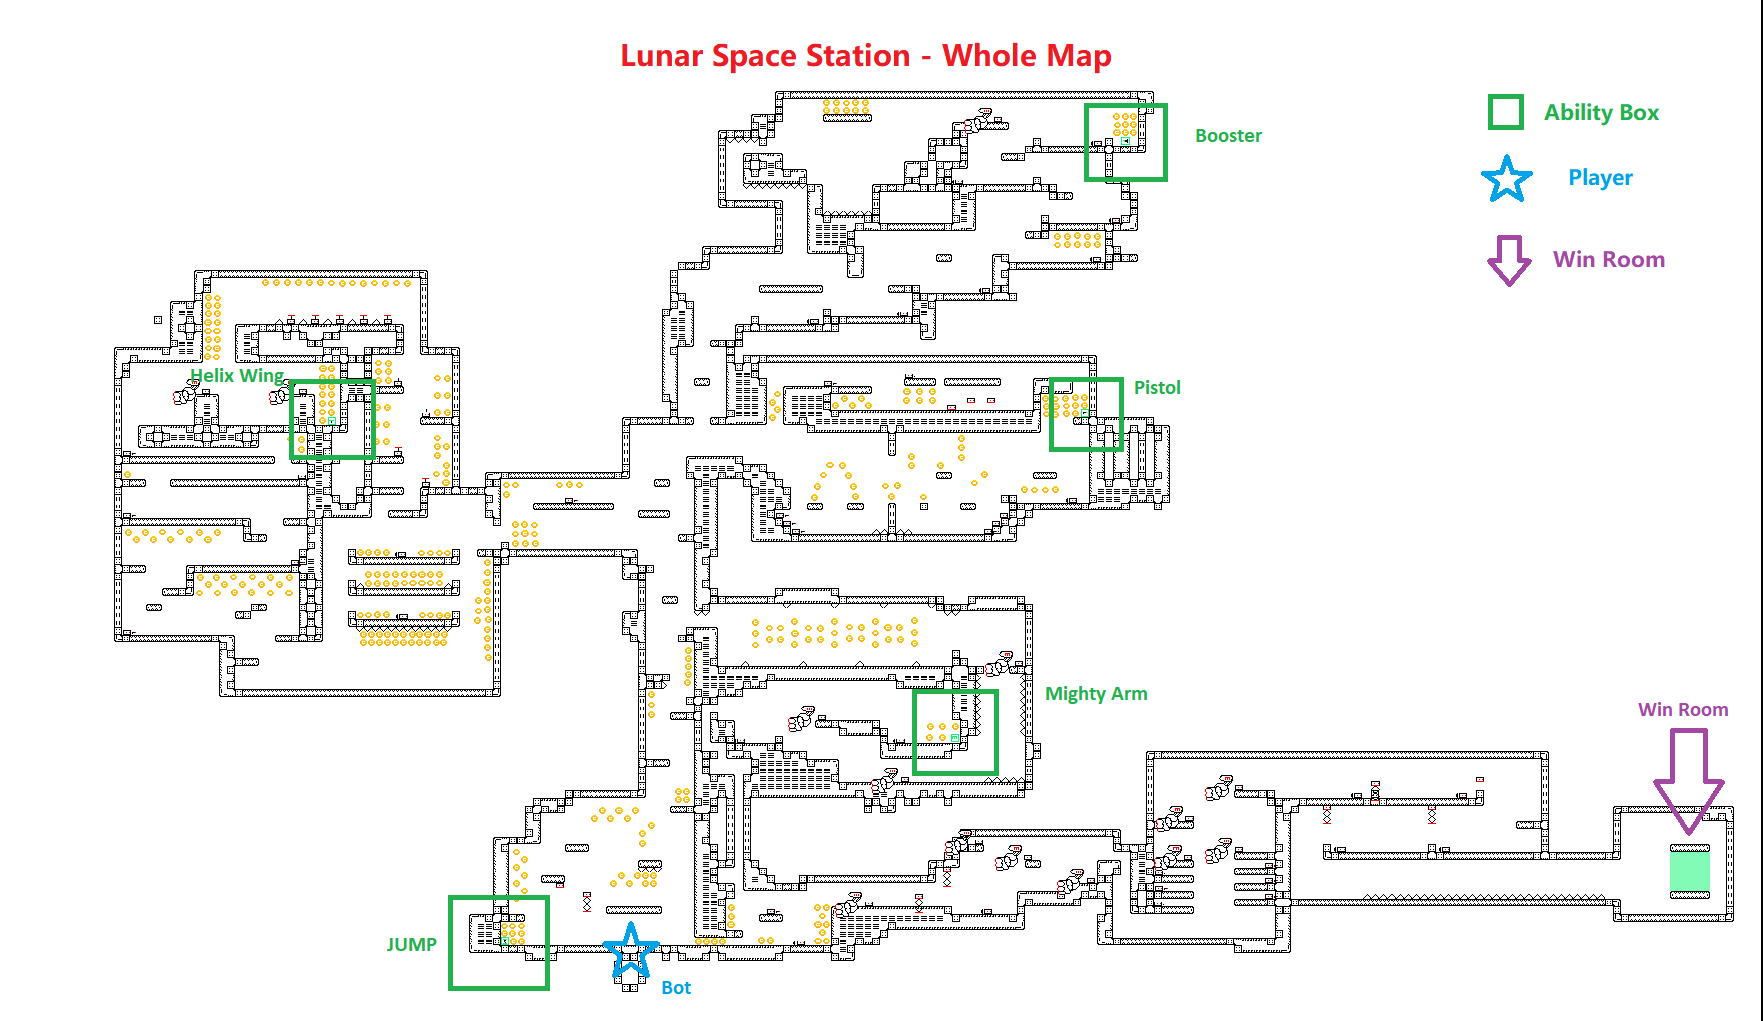 Lunar Space Station - Whole Map
Ability Box
Booster
Player
Win Room
Helix Wing
Pistol
Mighty Arm
Win Room
JUMP
Bot